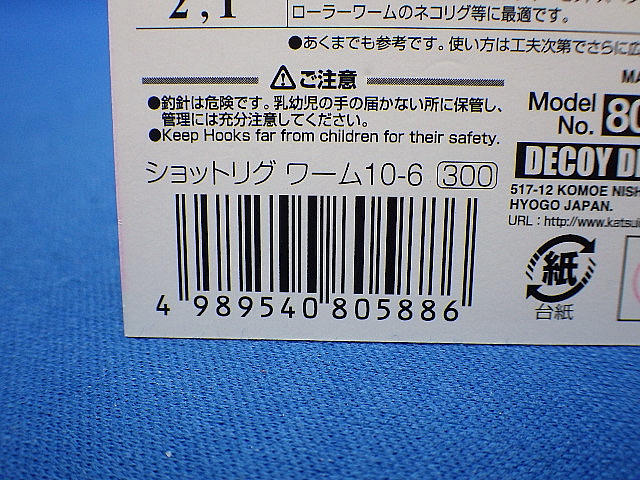 2,1
ローラーワームのネコリグ等に最適です。
●あくまでも参考です。使い方は工夫次第でさらに広
⚠ご注意
●釣針は危険です。乳幼児の手の届かない所に保管し、
管理には充分注意してください。
●Keep Hooks far from children for their safety.
MA
Model
No. 80
ショットリグ ワーム10-6 300
DECOY DE
517-12 KOMOE NISH
HYOGO JAPAN.
URL：http://www.katsui
紙
台紙
4 989540 805886